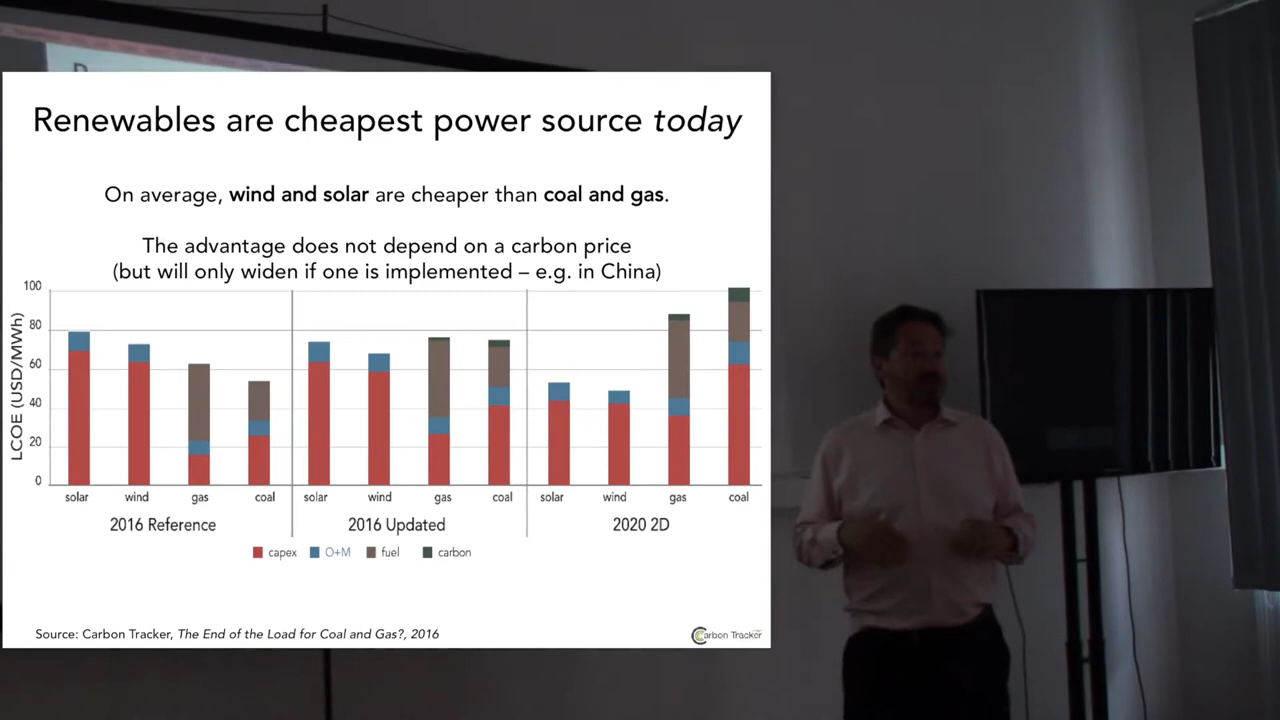 Renewables are cheapest power source today
On average, wind and solar are cheaper than coal and gas.
The advantage does not depend on a carbon price
(but will only widen if one is implemented – e.g. in China)
LCOE (USD/MWh)
100
80
60
40
20
0
solar wind gas coal solar wind gas coal solar wind gas coal
2016 Reference 2016 Updated 2020 2D
capex O+M fuel carbon
Source: Carbon Tracker, The End of the Load for Coal and Gas?, 2016
Carbon Tracker